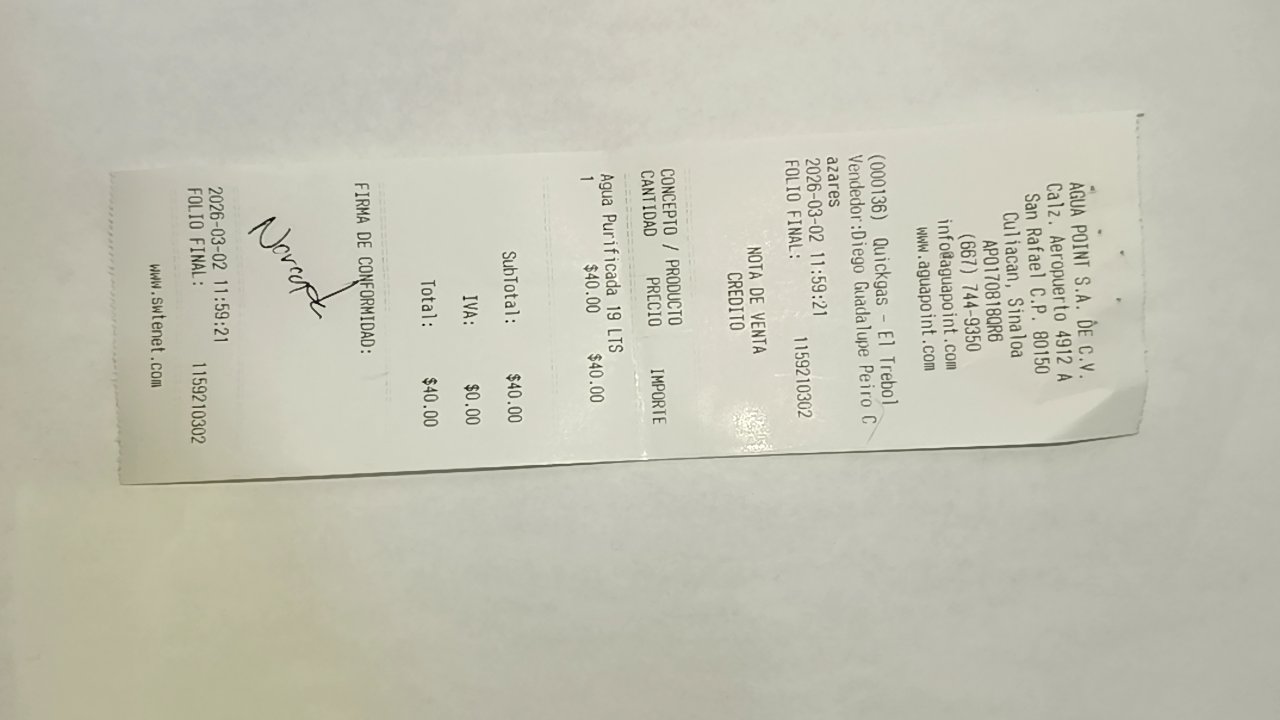 AGUA POINT S.A. DE C.V.
Calz. Aeropuerto 4912 A
San Rafael C.P. 80150
Culiacan, Sinaloa
APO170818QR6
(667) 744-9350
info@aguapoint.com
www.aguapoint.com
(000136) Quickgas - El Trebol
Vendedor:Diego Guadalupe Peiro C
azares
2026-03-02 11:59:21
FOLIO FINAL: 1159210302
NOTA DE VENTA
CREDITO
CONCEPTO / PRODUCTO
CANTIDAD PRECIO IMPORTE
Agua Purificada 19 LTS
1 $40.00 $40.00
SubTotal: $40.00
IVA: $0.00
Total: $40.00
FIRMA DE CONFORMIDAD:
2026-03-02 11:59:21
FOLIO FINAL: 1159210302
www.swtenet.com